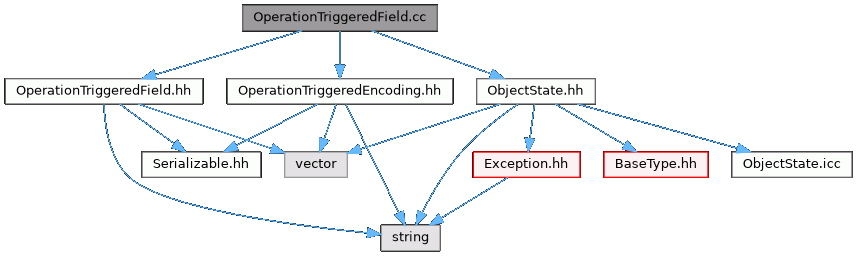 OperationTriggeredField.cc
OperationTriggeredField.hh
OperationTriggeredEncoding.hh
ObjectState.hh
Serializable.hh
vector
Exception.hh
BaseType.hh
ObjectState.icc
string